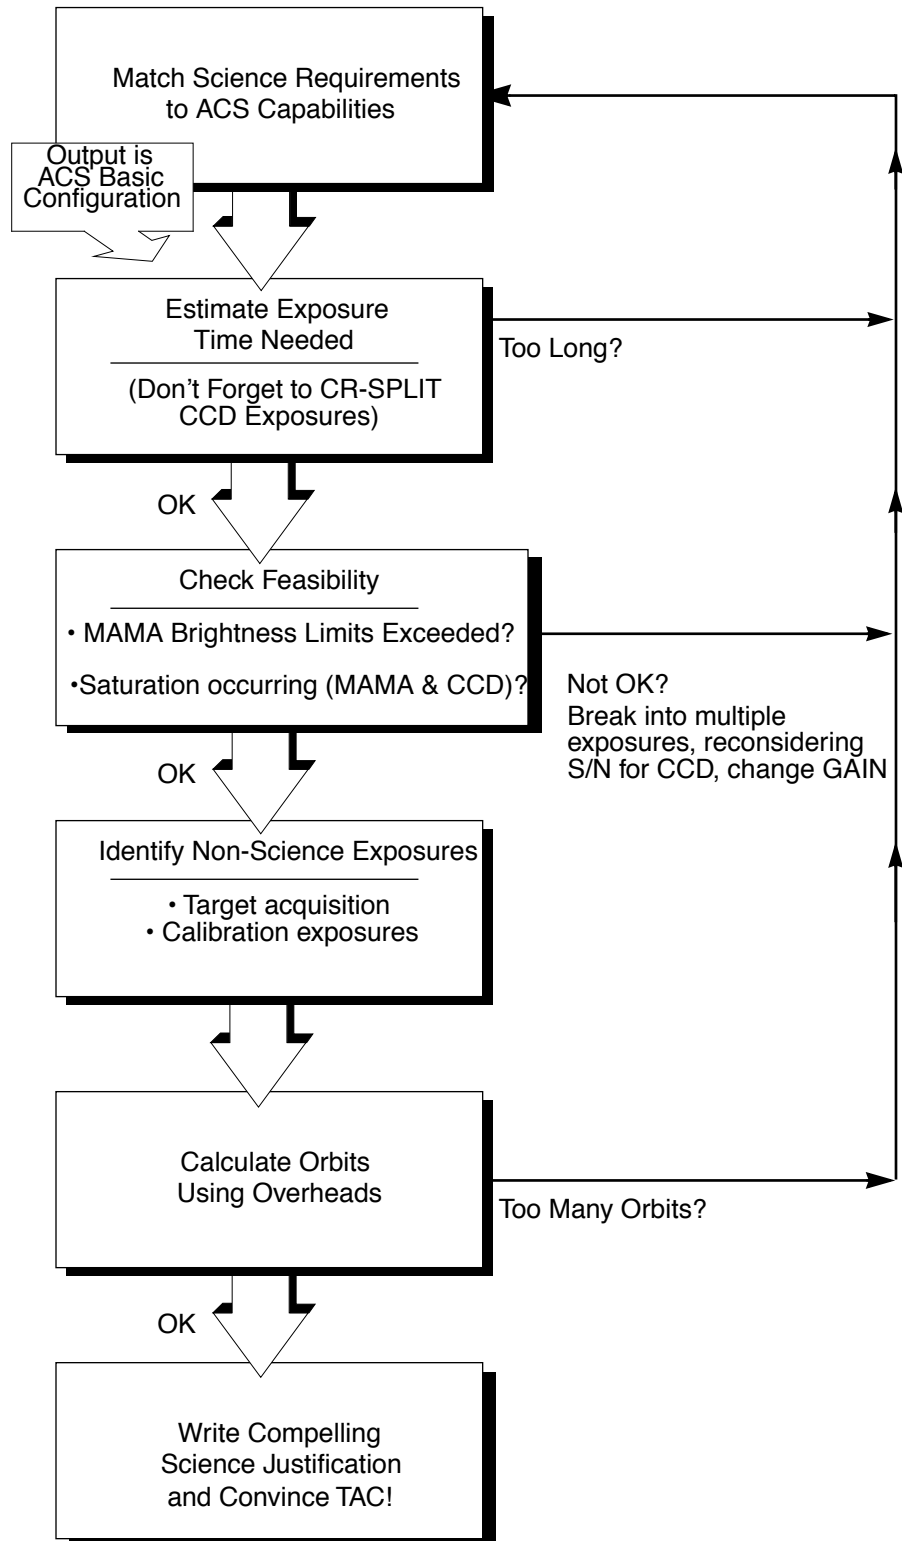 Match Science Requirements
to ACS Capabilities
Output is
ACS Basic
Configuration
Estimate Exposure
Time Needed
(Don't Forget to CR-SPLIT
CCD Exposures)
Too Long?
OK
Check Feasibility
• MAMA Brightness Limits Exceeded?
•Saturation occurring (MAMA & CCD)?
Not OK?
Break into multiple
exposures, reconsidering
S/N for CCD, change GAIN
OK
Identify Non-Science Exposures
• Target acquisition
• Calibration exposures
Calculate Orbits
Using Overheads
Too Many Orbits?
OK
Write Compelling
Science Justification
and Convince TAC!